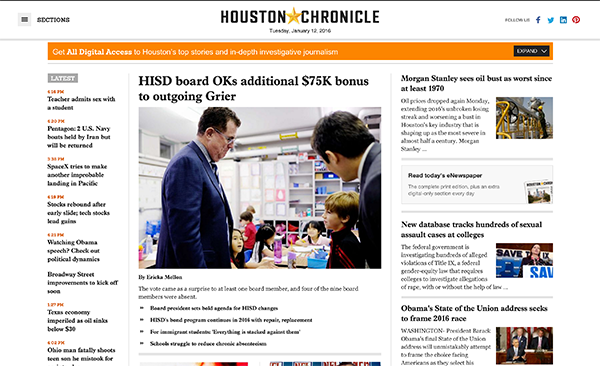 SECTIONS
HOUSTON CHRONICLE
Tuesday, January 12, 2016
FOLLOW US:
Get All Digital Access to Houston's top stories and in-depth investigative journalism
EXPAND
LATEST
Teacher admits sex with
a student
5:20 PM
Pentagon: 2 U.S. Navy
boats held by Iran but
will be returned
SpaceX tries to make
another improbable
landing in Pacific
Stocks rebound after
early slide; tech stocks
lead gains
Watching Obama
speech? Check out
political dynamics
Broadway Street
improvements to kick off
soon
Texas economy
imperiled as oil sinks
below $30
4:02 PM
Ohio man fatally shoots
teen son he mistook for
HISD board OKs additional $75K bonus
to outgoing Grier
By Ericka Mellon
The vote came as a surprise to at least one board member, and four of the nine board
members were absent.
Board president sets bold agenda for HISD changes
HISD's bond program continues in 2016 with repair, replacement
For immigrant students: 'Everything is stacked against them'
Schools struggle to reduce chronic absenteeism
Morgan Stanley sees oil bust as worst since
at least 1970
Oil prices dropped again Monday,
extending 2016's unbroken losing
streak and worsening a bust in
Houston's key industry that is
shaping up as the most severe in
almost half a century. Morgan
Stanley ...
Read today's eNewspaper
The complete print edition, plus an extra
digital-only section every day
New database tracks hundreds of sexual
assault cases at colleges
The federal government is
investigating hundreds of alleged
violations of Title IX, a federal
gender-equity law that requires
colleges to investigate allegations
of rape, with or without the help of law ...
SAVE
Obama's State of the Union address seeks
to frame 2016 race
WASHINGTON- President Barack
Obama's final State of the Union
address will unmistakably attempt
to frame the choice facing
Americans as they select his